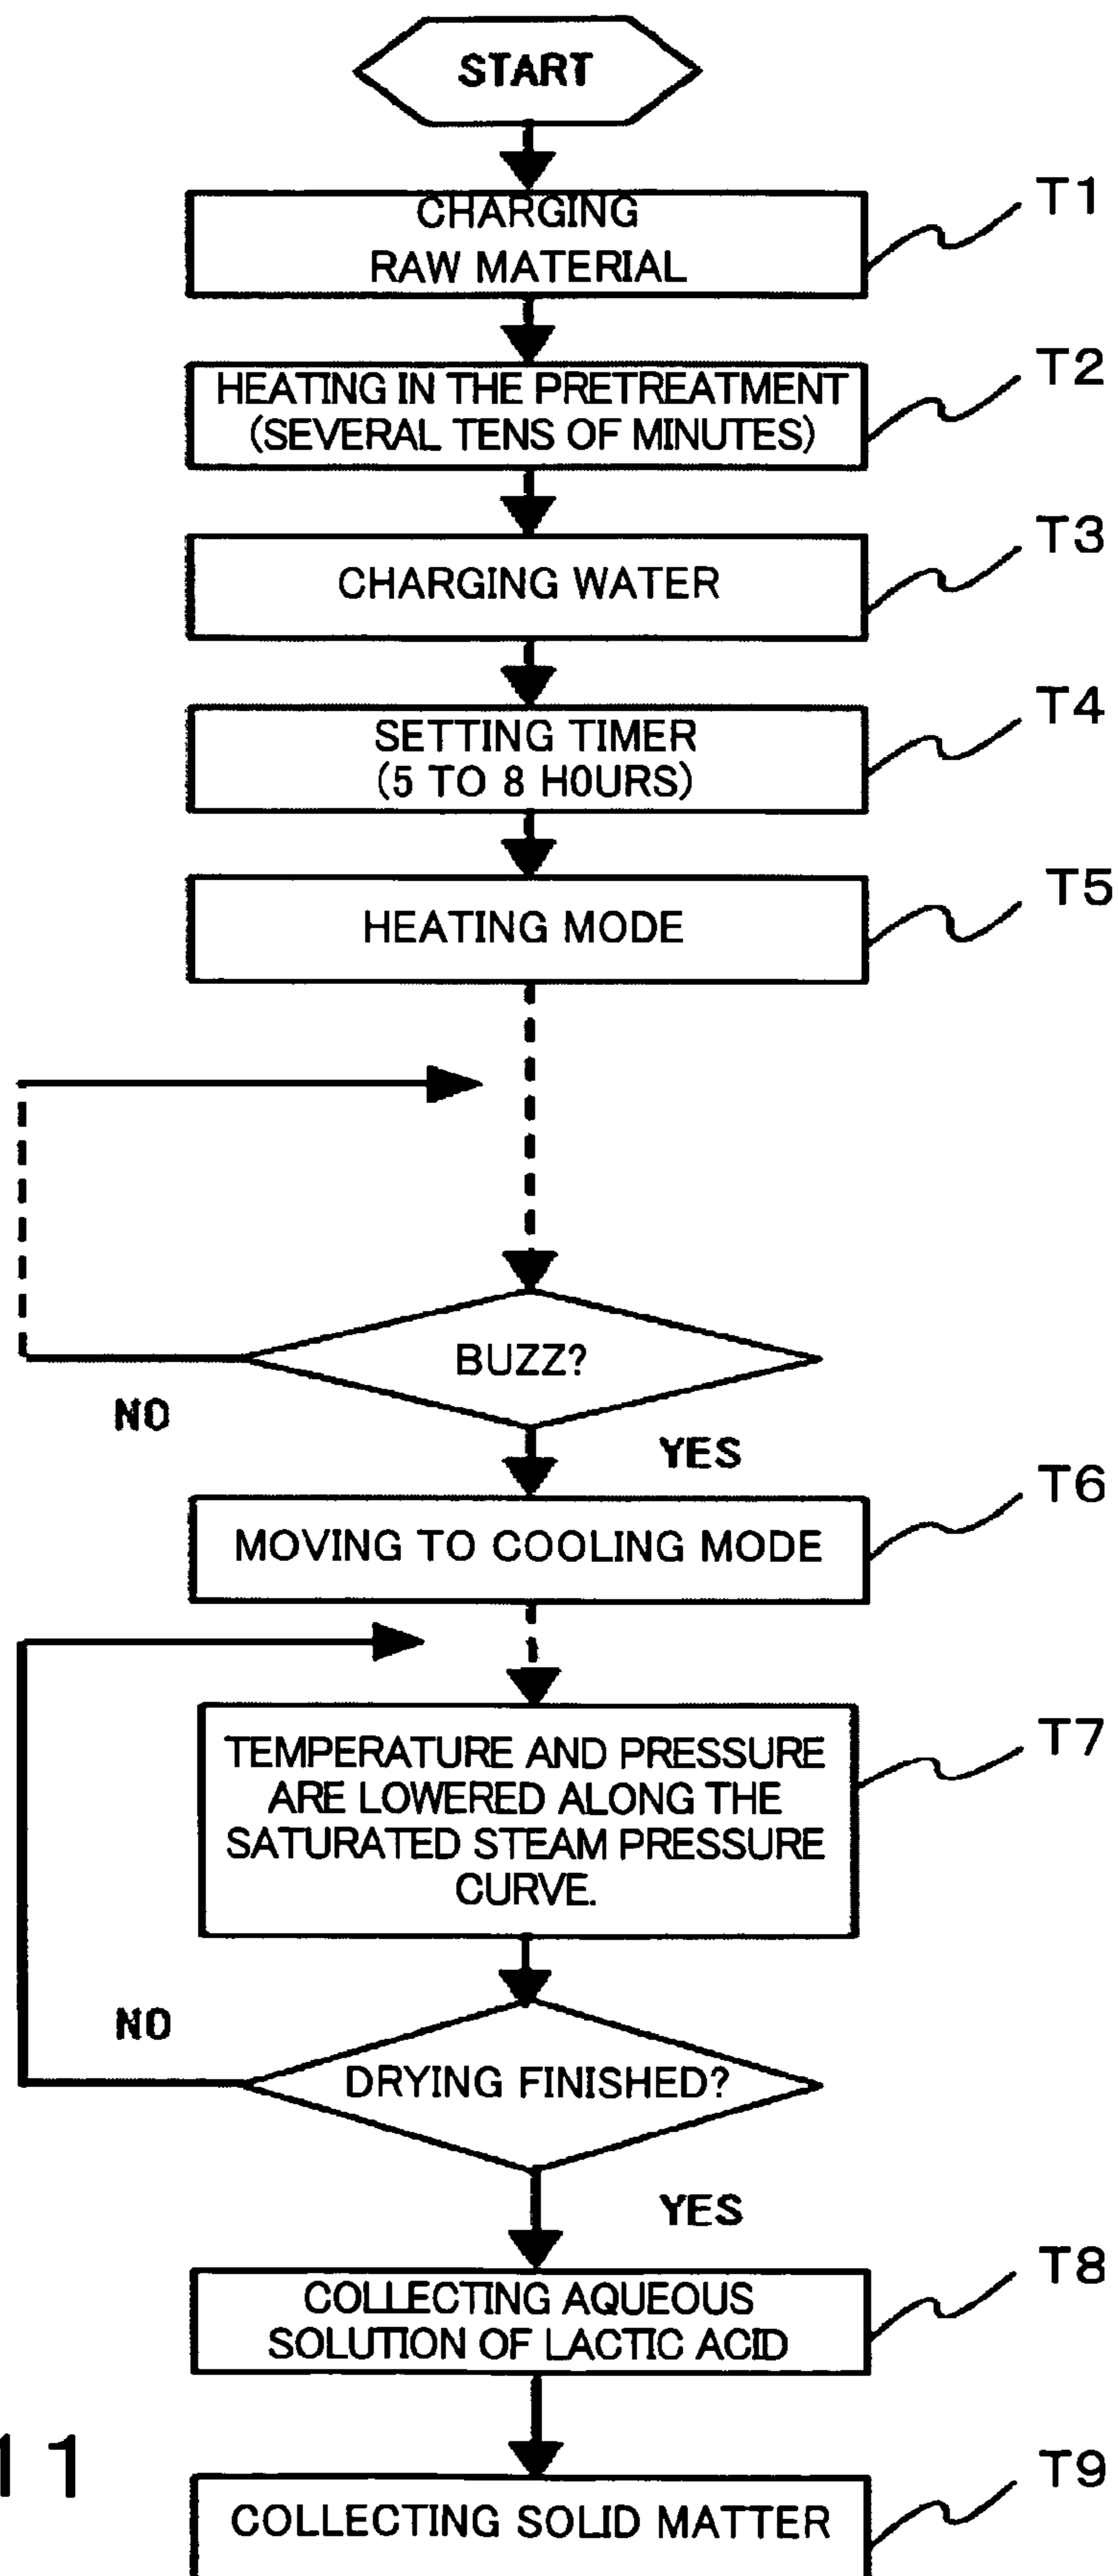 START
CHARGING
RAW MATERIAL
T1
HEATING IN THE PRETREATMENT
(SEVERAL TENS OF MINUTES)
T2
CHARGING WATER
T3
SETTING TIMER
(5 TO 8 HOURS)
T4
HEATING MODE
T5
BUZZ?
NO
YES
MOVING TO COOLING MODE
T6
TEMPERATURE AND PRESSURE
ARE LOWERED ALONG THE
SATURATED STEAM PRESSURE
CURVE.
T7
NO
DRYING FINISHED?
YES
COLLECTING AQUEOUS
SOLUTION OF LACTIC ACID
T8
11
COLLECTING SOLID MATTER
T9